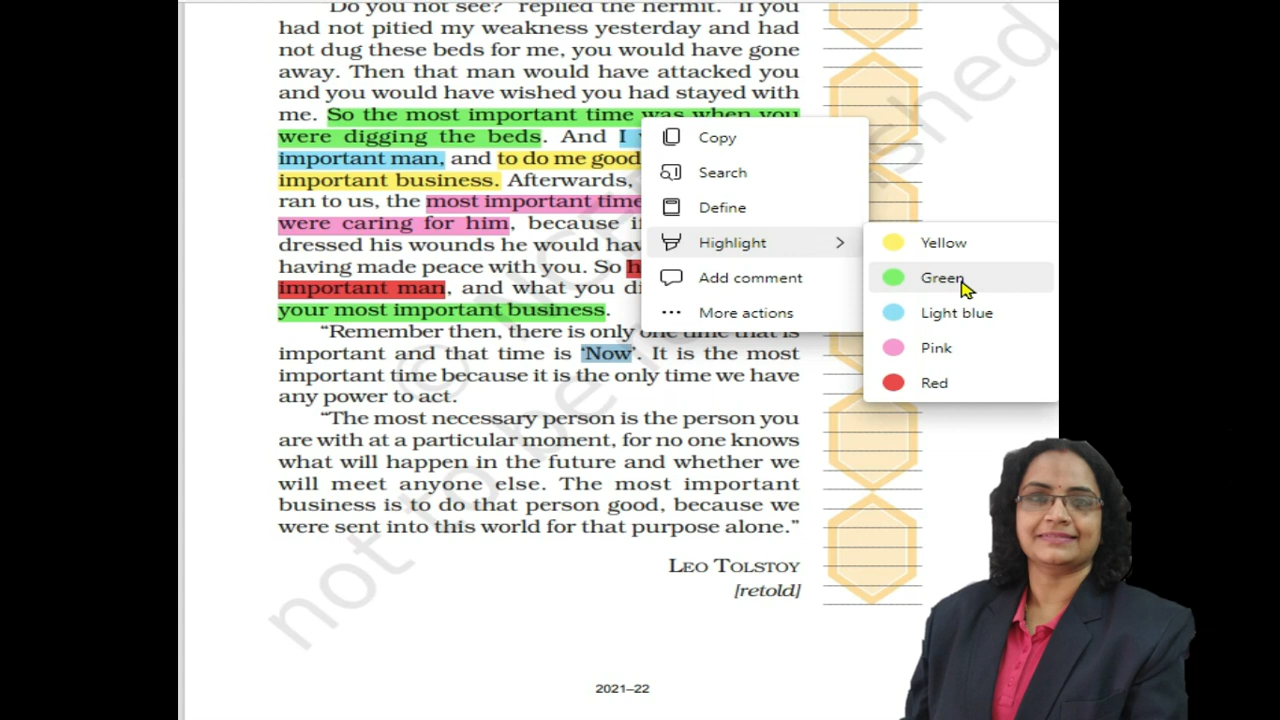 Do you not see?" replied the hermit. "If you
had not pitied my weakness yesterday and had
not dug these beds for me, you would have gone
away. Then that man would have attacked you
and you would have wished you had stayed with
me. So the most important time was when you
were digging the beds. And I
important man, and to do me good
important business. Afterwards,
ran to us, the most important time
were caring for him, because if
dressed his wounds he would hav
having made peace with you. So h
important man, and what you di
your most important business.
"Remember then, there is only one time that is
important and that time is 'Now'. It is the most
important time because it is the only time we have
any power to act.
"The most necessary person is the person you
are with at a particular moment, for no one knows
what will happen in the future and whether we
will meet anyone else. The most important
business is to do that person good, because we
were sent into this world for that purpose alone."
LEO TOLSTOY
[retold]
2021–22
Copy
Search
Define
Highlight
Add comment
More actions
Yellow
Green
Light blue
Pink
Red
not to be
shed